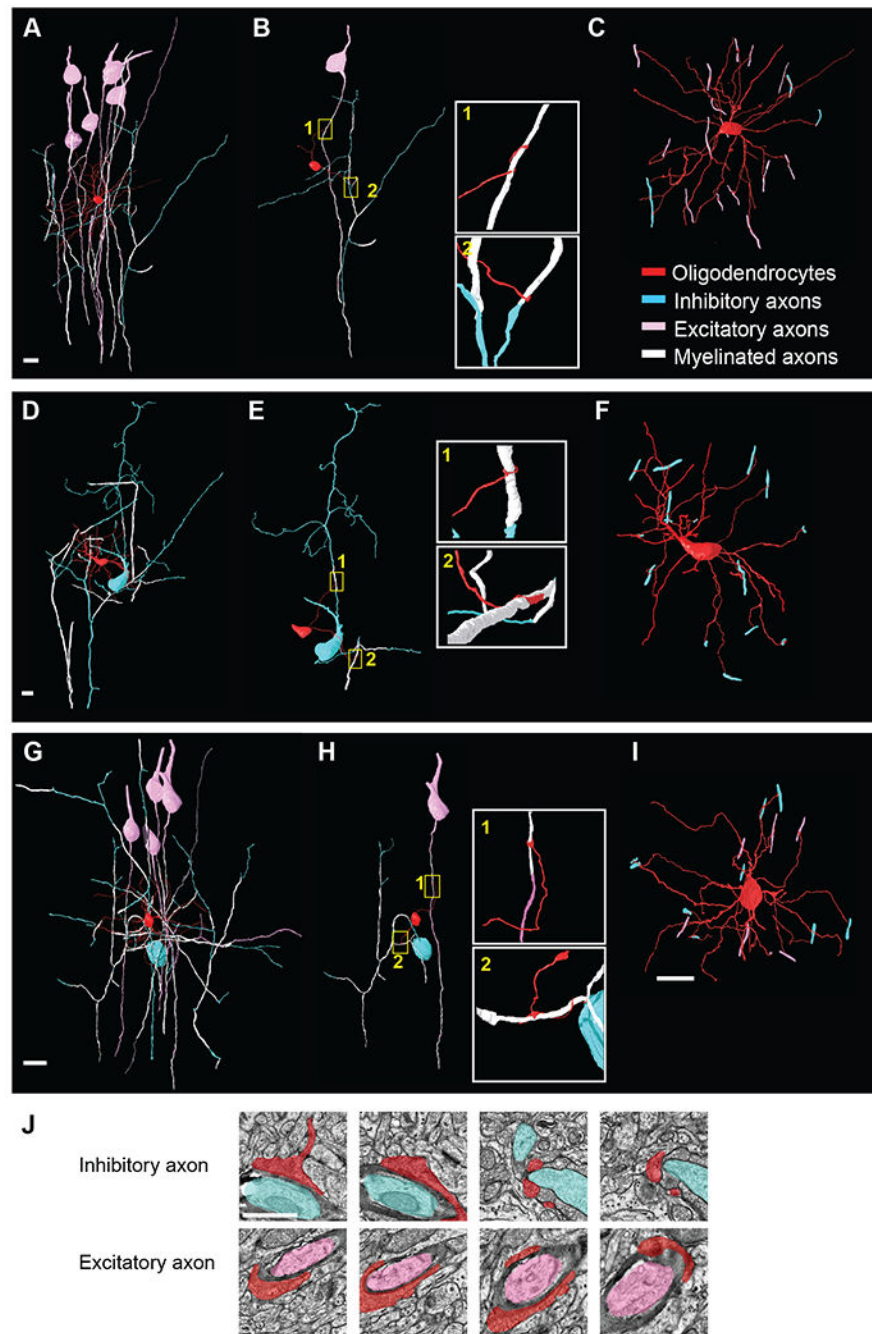 A
B
1
2
1
2
C
Oligodendrocytes
Inhibitory axons
Excitatory axons
Myelinated axons
D
E
1
2
1
2
F
G
H
1
2
1
2
I
J
Inhibitory axon
Excitatory axon